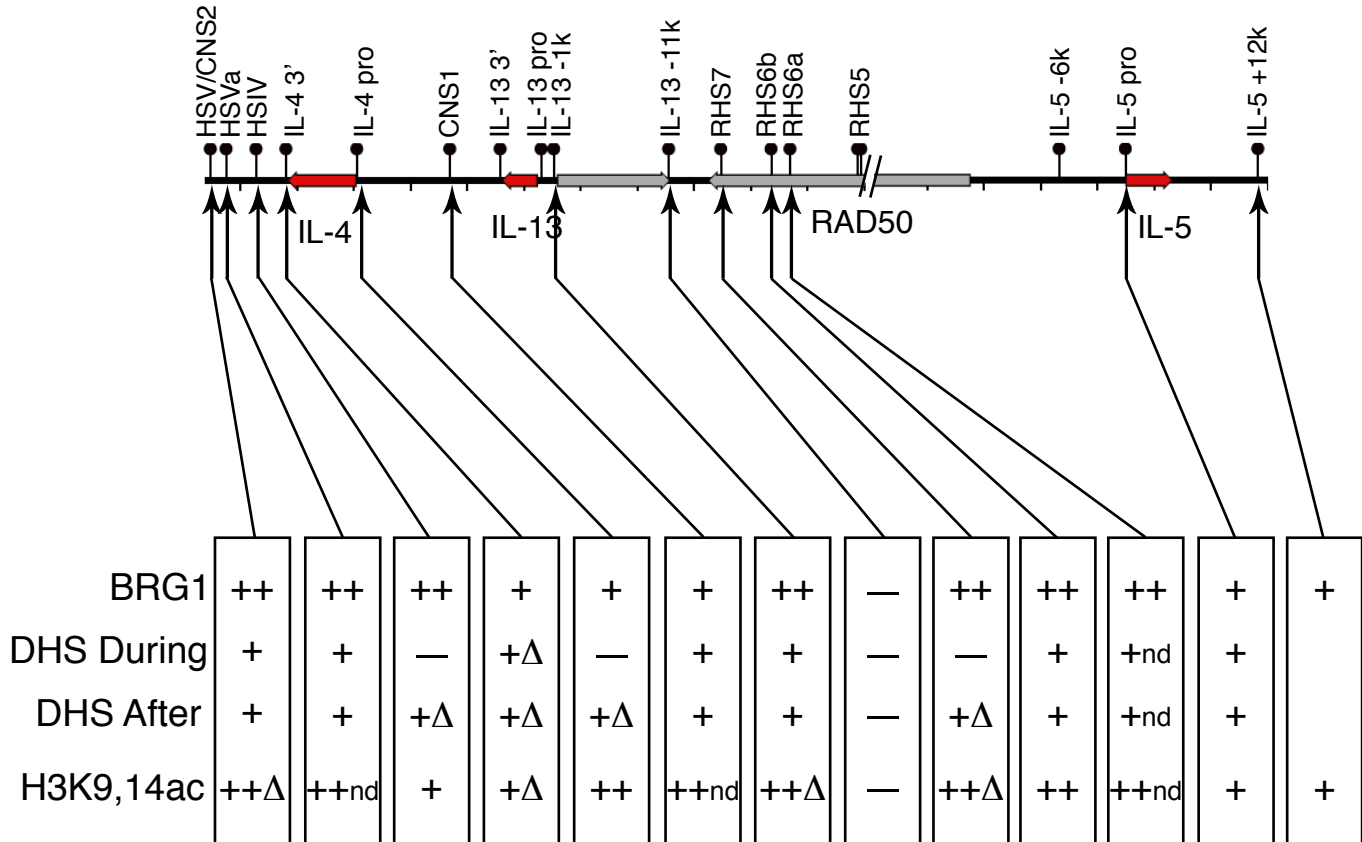 HSV/CNS2
HSVa
HSIV
IL-4 3’
IL-4 pro
CNS1
IL-13 3’
IL-13 pro
IL-13 -1k
IL-13 -11k
RHS7
RHS6b
RHS6a
RHS5
IL-5 -6k
IL-5 pro
IL-5 +12k
IL-4
IL-13
RAD50
IL-5
BRG1 ++ ++ ++ + + + ++ — ++ ++ ++ + +
DHS During + + — +Δ — + + — — + +nd +
DHS After + + +Δ +Δ +Δ + + — +Δ + +nd +
H3K9,14ac ++Δ ++nd + +Δ ++ ++nd ++Δ — ++Δ ++ ++nd + +